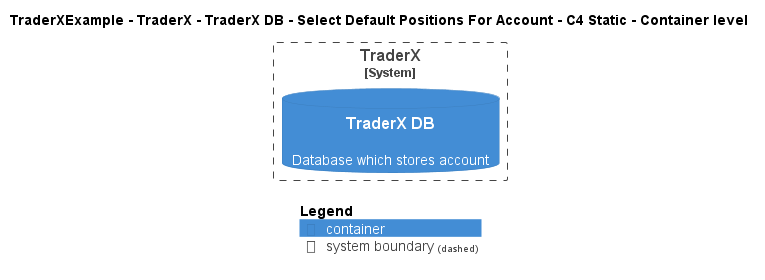 TraderXExample - TraderX - TraderX DB - Select Default Positions For Account - C4 Static - Container level
TraderX
[System]
TraderX DB
Database which stores account
Legend
container
system boundary (dashed)